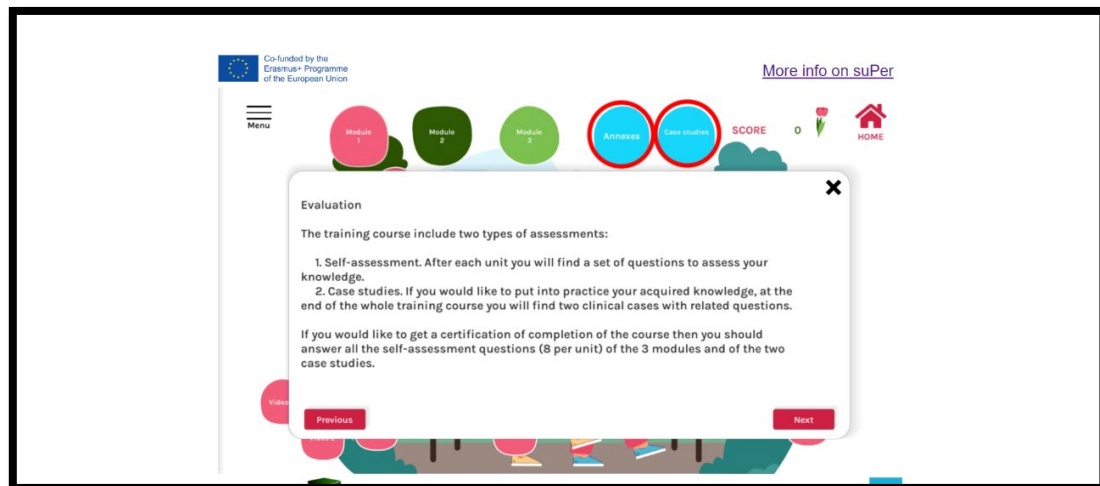 Co-funded by the
Erasmus+ Programme
of the European Union
More info on suPer
Menu
Module
1
Module
2
Module
3
Annexes
Case studies
SCORE
0
HOME
Evaluation
The training course include two types of assessments:
1. Self-assessment. After each unit you will find a set of questions to assess your
knowledge.
2. Case studies. If you would like to put into practice your acquired knowledge, at the
end of the whole training course you will find two clinical cases with related questions.
If you would like to get a certification of completion of the course then you should
answer all the self-assessment questions (8 per unit) of the 3 modules and of the two
case studies.
Video
Previous
Next